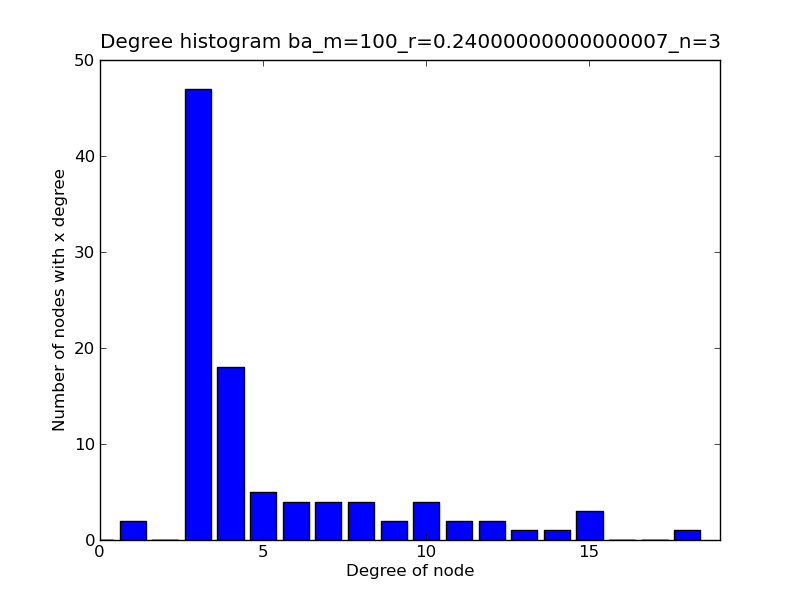 Degree histogram ba_m=100_r=0.24000000000000007_n=3
50
40
30
20
10
0
Number of nodes with x degree
0 5 10 15
Degree of node